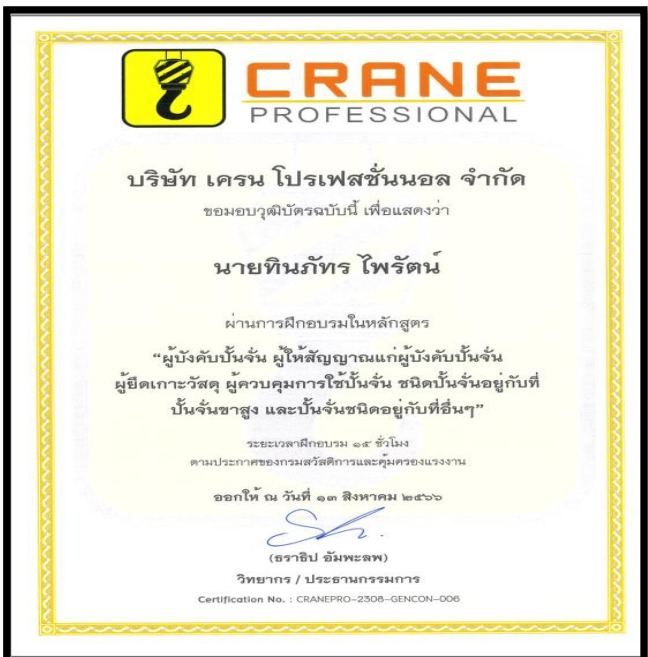 CRANE
PROFESSIONAL
บริษัท เครน โปรเฟสชั่นนอล จำกัด
ขอมอบวุฒิบัตรฉบับนี้ เพื่อแสดงว่า
นายทินภัทร ไพรัตน์
ผ่านการฝึกอบรมในหลักสูตร
“ผู้บังคับปั้นจั่น ผู้ให้สัญญาณแก่ผู้บังคับปั้นจั่น
ผู้ยึดเกาะวัสดุ ผู้ควบคุมการใช้ปั้นจั่น ชนิดปั้นจั่นอยู่กับที่
ปั้นจั่นขาสูง และปั้นจั่นชนิดอยู่กับที่อื่นๆ”
ระยะเวลาฝึกอบรม ๑๕ ชั่วโมง
ตามประกาศของกรมสวัสดิการและคุ้มครองแรงงาน
ออกให้ ณ วันที่ ๑๓ สิงหาคม ๒๕๖๖
(ธราธิป อัมพะลพ)
วิทยากร / ประธานกรรมการ
Certification No. : CRANEPRO-2308-GENCON-006